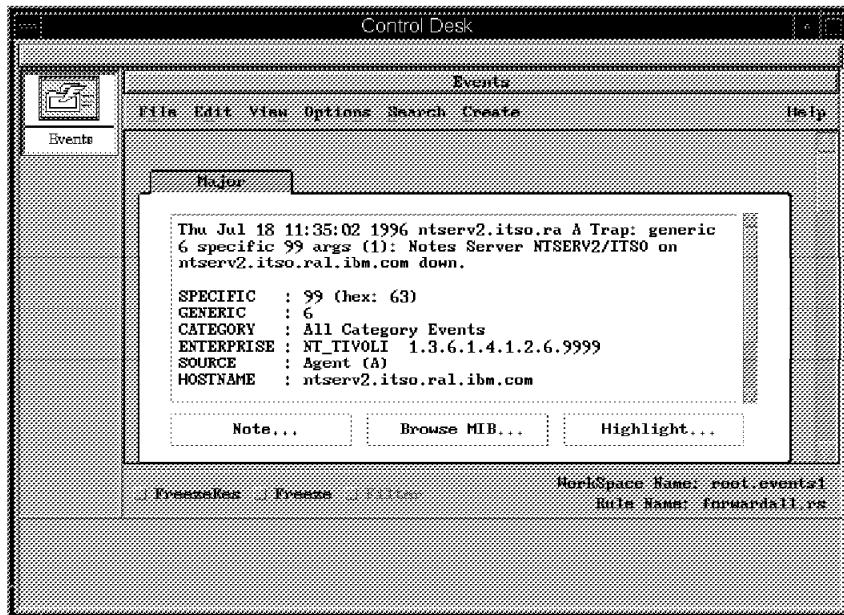 Control Desk
Events
File Edit View Options Search Create Help
Events
Major
Thu Jul 18 11:35:02 1996 ntserv2.itso.ra A Trap: generic
6 specific 99 args (1): Notes Server NTSERV2/ITSO on
ntserv2.itso.ral.ibm.com down.
SPECIFIC : 99 (hex: 63)
GENERIC : 6
CATEGORY : All Category Events
ENTERPRISE : NT_TIVOLI 1.3.6.1.4.1.2.6.9999
SOURCE : Agent (A)
HOSTNAME : ntserv2.itso.ral.ibm.com
Note... Browse MIB... Highlight...
FreezeRes Freeze Filter WorkSpace Name: root.events1
Rule Name: forwardall.rs